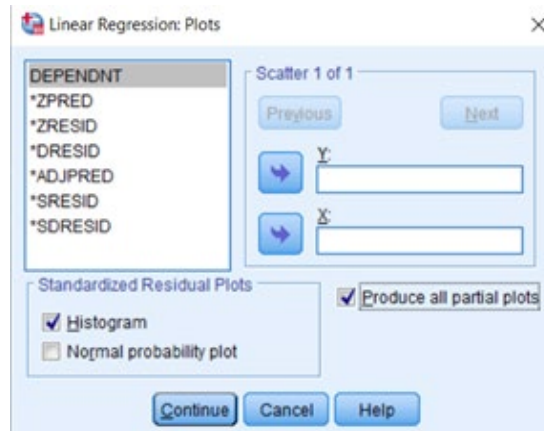 Linear Regression: Plots
DEPENDNT
*ZPRED
*ZRESID
*DRESID
*ADJPRED
*SRESID
*SDRESID
Scatter 1 of 1
Previous
Next
Y:
X:
Standardized Residual Plots
Histogram
Normal probability plot
Produce all partial plots
Continue
Cancel
Help